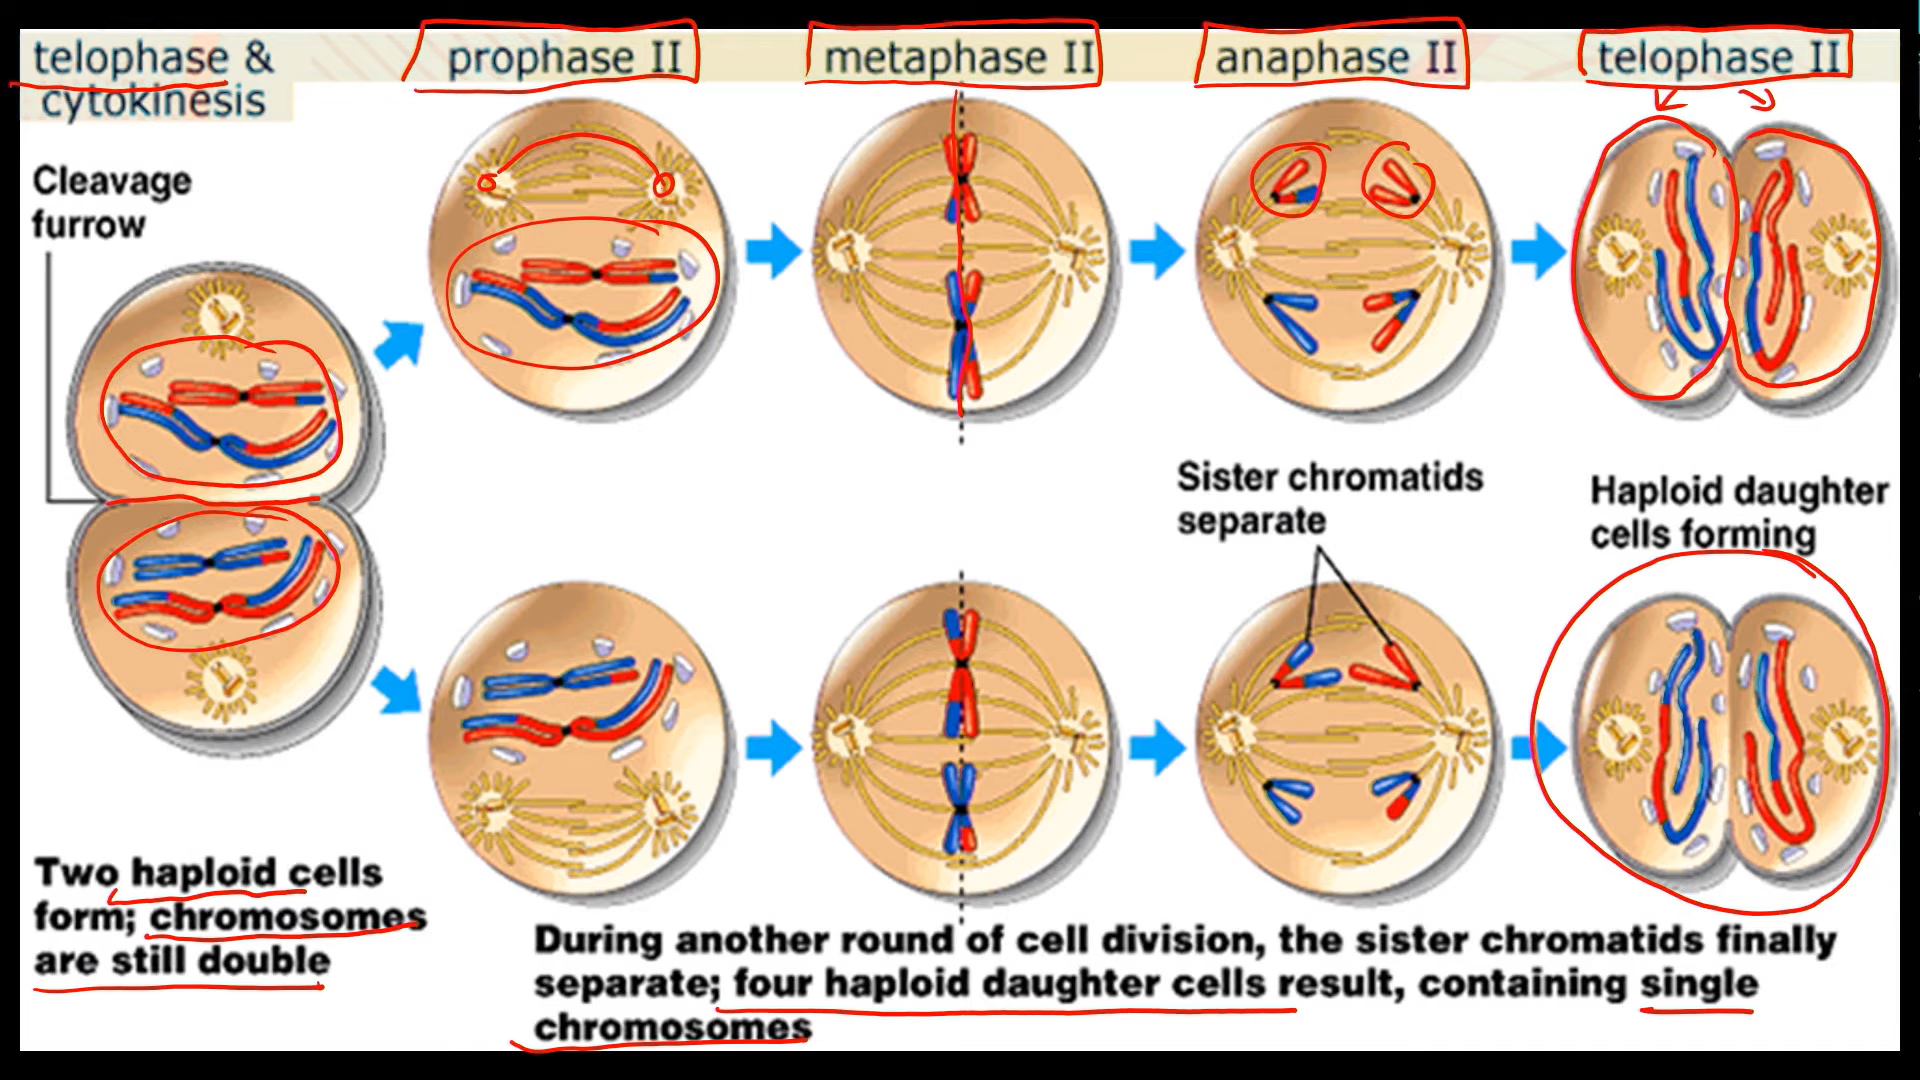 telophase &
cytokinesis
prophase II
metaphase II
anaphase II
telophase II
Cleavage
furrow
Sister chromatids
separate
Haploid daughter
cells forming
Two haploid cells
form; chromosomes
are still double
During another round of cell division, the sister chromatids finally
separate; four haploid daughter cells result, containing single
chromosomes